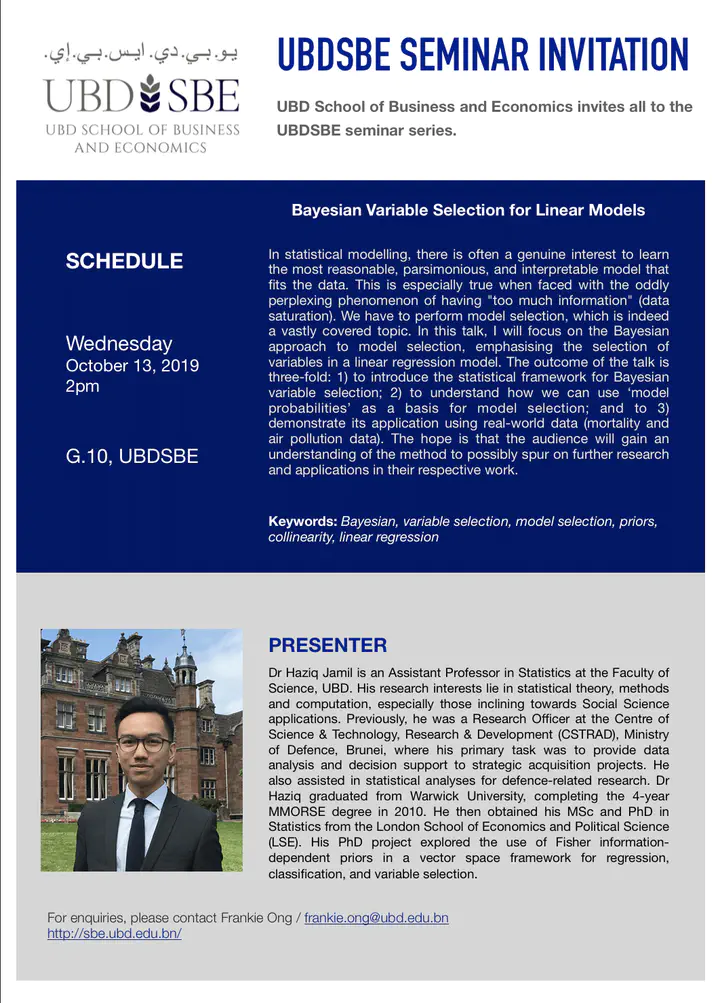 يو.بي.دي. ايس.بي.إي.
UBD SBE
UBD SCHOOL OF BUSINESS
AND ECONOMICS
UBDSBE SEMINAR INVITATION
UBD School of Business and Economics invites all to the
UBDSBE seminar series.
SCHEDULE
Wednesday
October 13, 2019
2pm
G.10, UBDSBE
Bayesian Variable Selection for Linear Models
In statistical modelling, there is often a genuine interest to learn
the most reasonable, parsimonious, and interpretable model that
fits the data. This is especially true when faced with the oddly
perplexing phenomenon of having "too much information" (data
saturation). We have to perform model selection, which is indeed
a vastly covered topic. In this talk, I will focus on the Bayesian
approach to model selection, emphasising the selection of
variables in a linear regression model. The outcome of the talk is
three-fold: 1) to introduce the statistical framework for Bayesian
variable selection; 2) to understand how we can use ‘model
probabilities’ as a basis for model selection; and to 3)
demonstrate its application using real-world data (mortality and
air pollution data). The hope is that the audience will gain an
understanding of the method to possibly spur on further research
and applications in their respective work.
Keywords: Bayesian, variable selection, model selection, priors,
collinearity, linear regression
PRESENTER
Dr Haziq Jamil is an Assistant Professor in Statistics at the Faculty of
Science, UBD. His research interests lie in statistical theory, methods
and computation, especially those inclining towards Social Science
applications. Previously, he was a Research Officer at the Centre of
Science & Technology, Research & Development (CSTRAD), Ministry
of Defence, Brunei, where his primary task was to provide data
analysis and decision support to strategic acquisition projects. He
also assisted in statistical analyses for defence-related research. Dr
Haziq graduated from Warwick University, completing the 4-year
MMORSE degree in 2010. He then obtained his MSc and PhD in
Statistics from the London School of Economics and Political Science
(LSE). His PhD project explored the use of Fisher information-
dependent priors in a vector space framework for regression,
classification, and variable selection.
For enquiries, please contact Frankie Ong / frankie.ong@ubd.edu.bn
http://sbe.ubd.edu.bn/